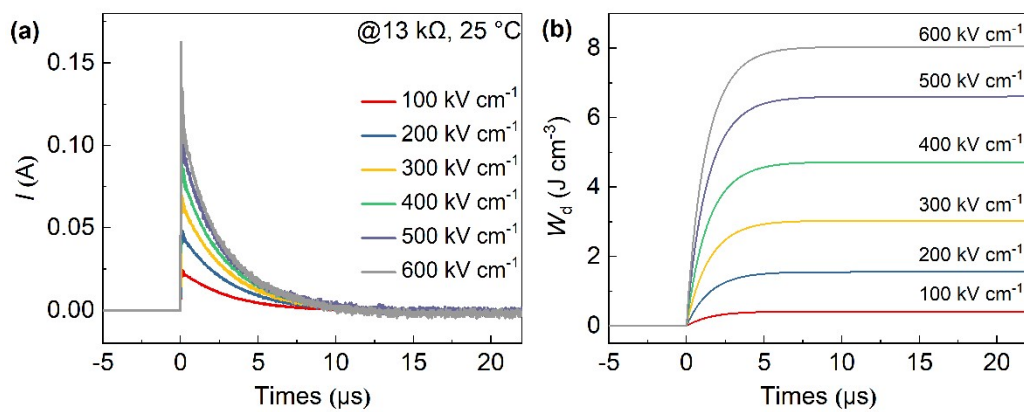 (a)
@13 kΩ, 25 °C
0.15
0.10
0.05
0.00
I (A)
100 kV cm⁻¹
200 kV cm⁻¹
300 kV cm⁻¹
400 kV cm⁻¹
500 kV cm⁻¹
600 kV cm⁻¹
-5 0 5 10 15 20
Times (μs)
(b)
8
6
4
2
0
W_d (J cm⁻³)
600 kV cm⁻¹
500 kV cm⁻¹
400 kV cm⁻¹
300 kV cm⁻¹
200 kV cm⁻¹
100 kV cm⁻¹
-5 0 5 10 15 20
Times (μs)